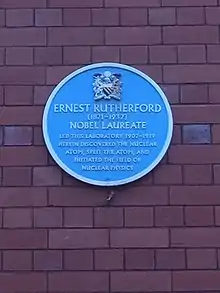 ERNEST RUTHERFORD
(1871-1937)
NOBEL LAUREATE
LED THIS LABORATORY 1907-1919
HEREIN DISCOVERED THE NUCLEAR
ATOM, SPLIT THE ATOM, AND
INITIATED THE FIELD OF
NUCLEAR PHYSICS